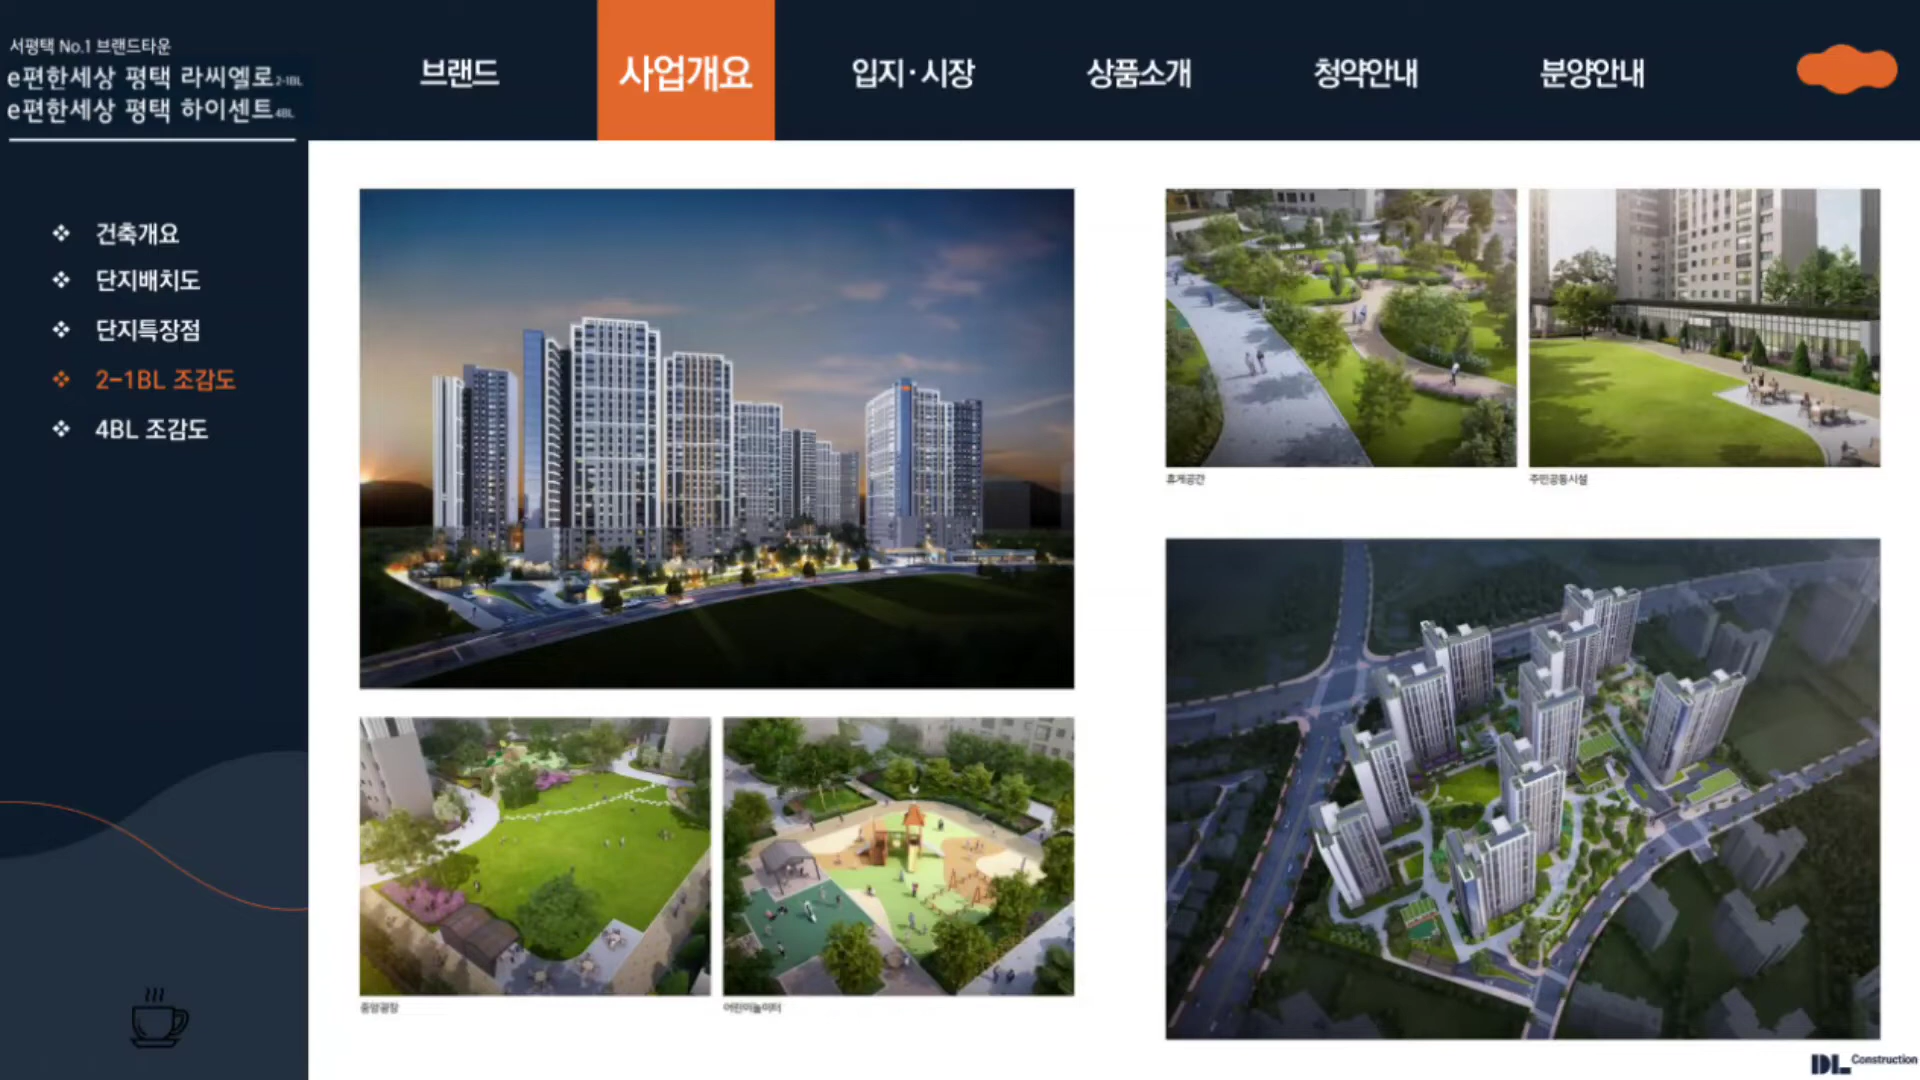 서평택 No.1 브랜드타운
e편한세상 평택 라씨엘로 2-1BL
e편한세상 평택 하이센트 4BL
브랜드
사업개요
입지·시장
상품소개
청약안내
분양안내
건축개요
단지배치도
단지특장점
2-1BL 조감도
4BL 조감도
휴게공간
주민공동시설
중앙광장
어린이놀이터
DL Construction